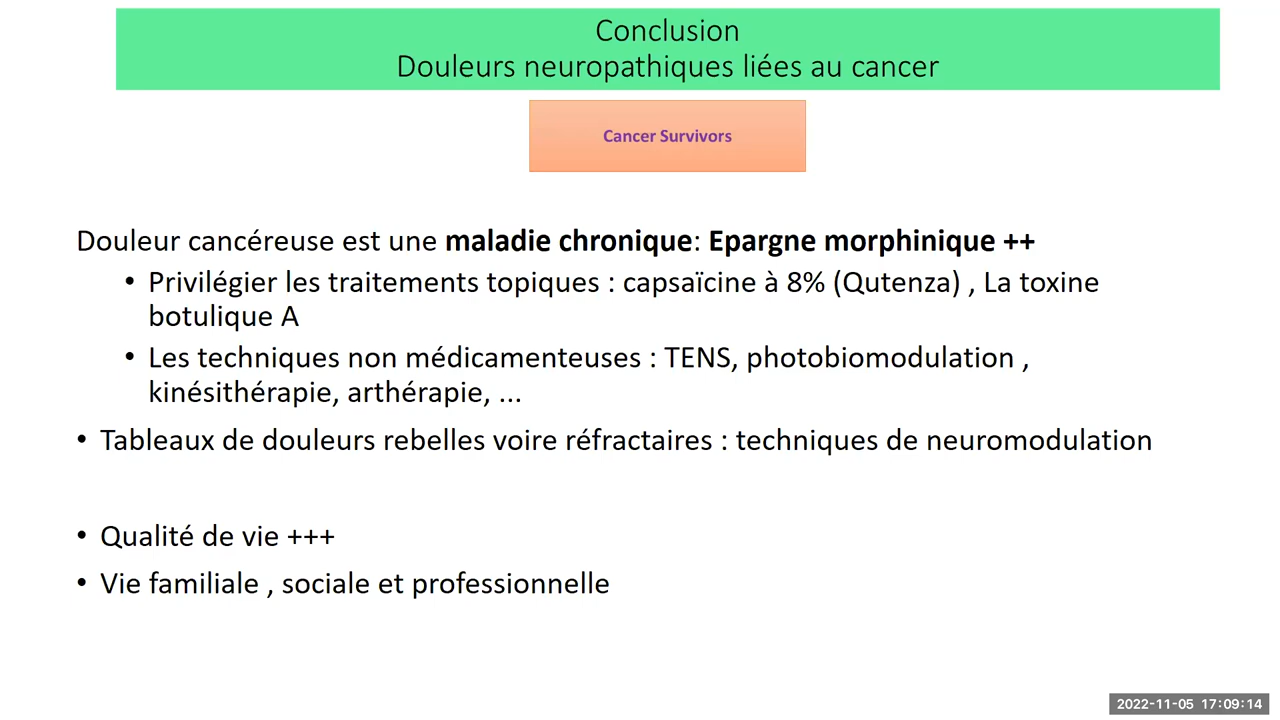 Conclusion
Douleurs neuropathiques liées au cancer
Cancer Survivors
Douleur cancéreuse est une maladie chronique: Epargne morphinique ++
• Privilégier les traitements topiques : capsaïcine à 8% (Qutenza) , La toxine
botulique A
• Les techniques non médicamenteuses : TENS, photobiomodulation ,
kinésithérapie, arthérapie, ...
• Tableaux de douleurs rebelles voire réfractaires : techniques de neuromodulation
• Qualité de vie +++
• Vie familiale , sociale et professionnelle
2022-11-05 17:09:14